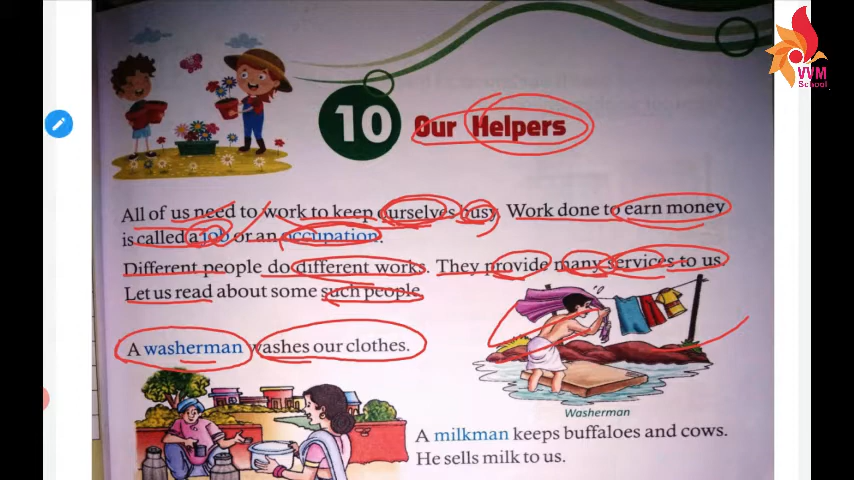 VVM
School
10 Our Helpers
All of us need to work to keep ourselves busy. Work done to earn money
is called a job or an occupation.
Different people do different works. They provide many services to us.
Let us read about some such people.
A washerman washes our clothes.
Washerman
A milkman keeps buffaloes and cows.
He sells milk to us.